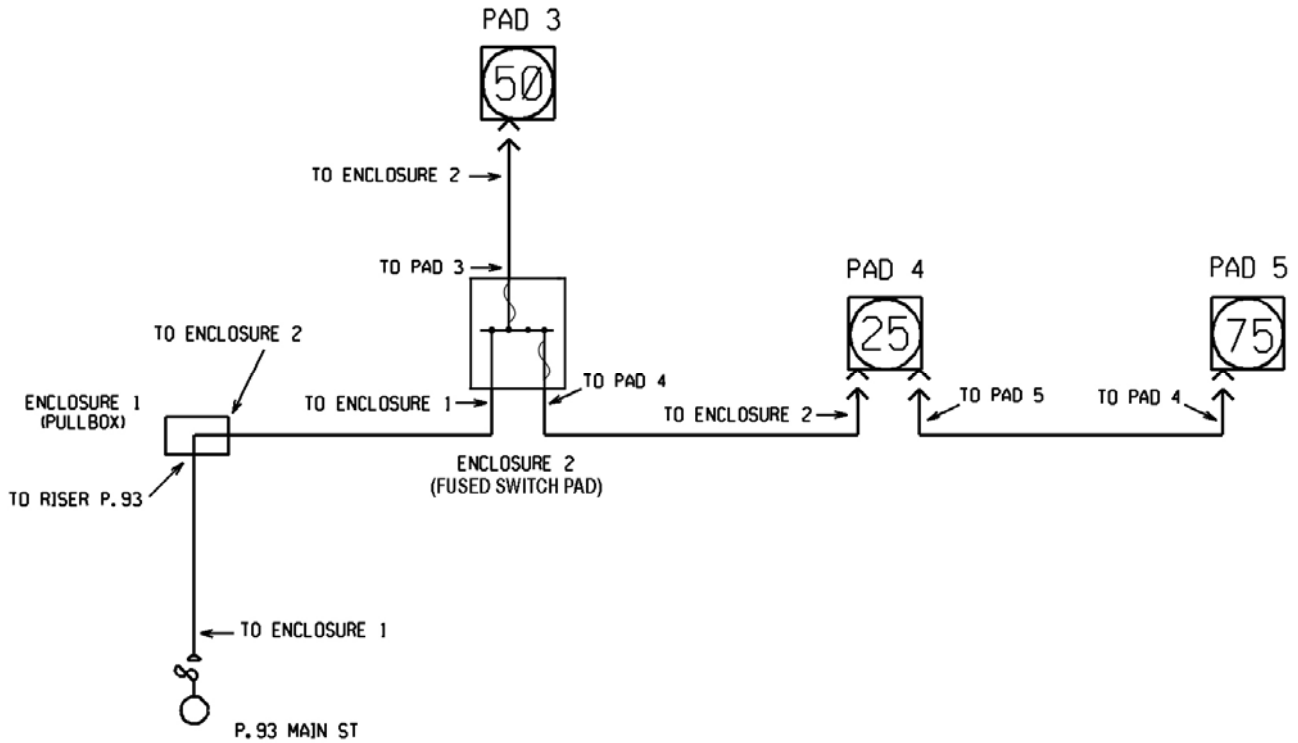 PAD 3
50
TO ENCLOSURE 2
TO PAD 3
PAD 4
25
PAD 5
75
TO ENCLOSURE 2
ENCLOSURE 1
(PULLBOX)
TO ENCLOSURE 1
TO PAD 4
TO ENCLOSURE 2
TO PAD 5
TO PAD 4
ENCLOSURE 2
(FUSED SWITCH PAD)
TO RISER P.93
TO ENCLOSURE 1
P.93 MAIN ST